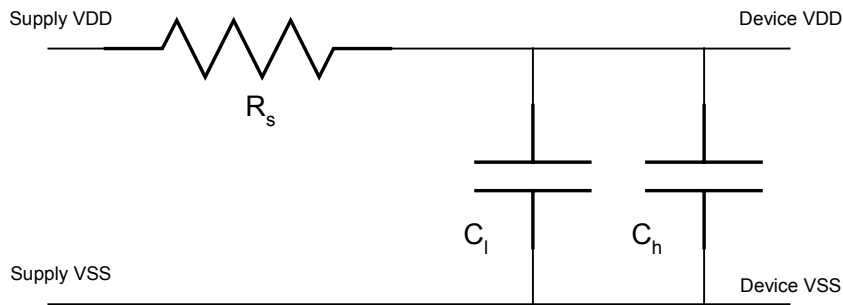 Supply VDD
Device VDD
Rs
Cl
Ch
Supply VSS
Device VSS